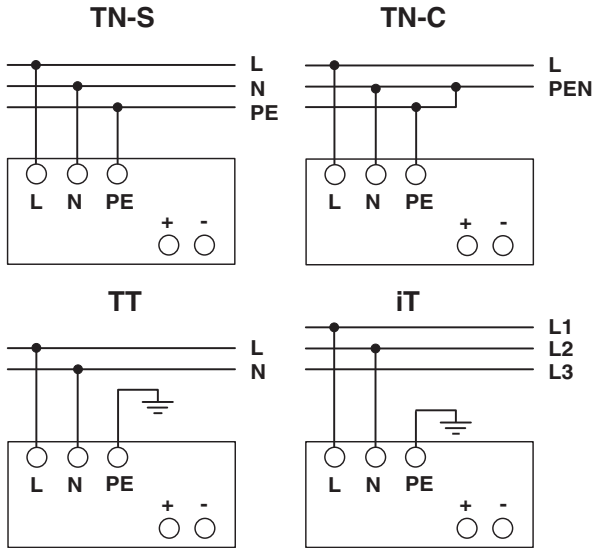 TN-S
L
N
PE
L N PE
+ -
TN-C
L
PEN
L N PE
+ -
TT
L
N
L N PE
+ -
iT
L1
L2
L3
L N PE
+ -